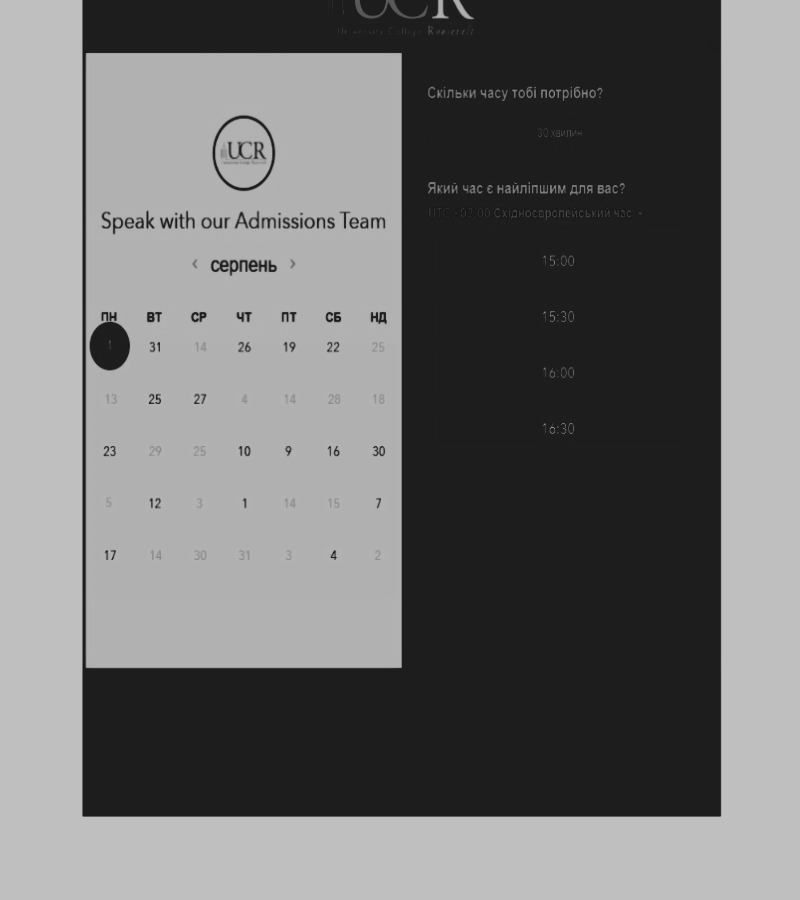 UCR
University College Roosevelt
UCR
Speak with our Admissions Team
‹ серпень ›
ПН ВТ СР ЧТ ПТ СБ НД
1 31 14 26 19 22 25
13 25 27 4 14 28 18
23 29 25 10 9 16 30
5 12 3 1 14 15 7
17 14 30 31 3 4 2
Скільки часу тобі потрібно?
30 хвилин
Який час є найліпшим для вас?
UTC -07:00 Східноєвропейський час
15:00
15:30
16:00
16:30